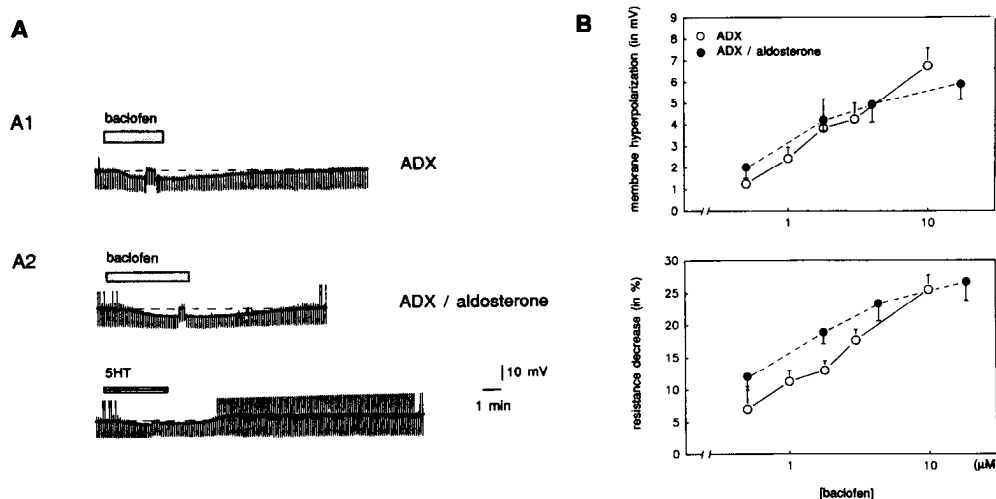 A
A1
baclofen
ADX
A2
baclofen
ADX / aldosterone
5HT
10 mV
1 min
B
membrane hyperpolarization (in mV)
9
8
7
6
5
4
3
2
1
0
ADX
ADX / aldosterone
1
10
resistance decrease (in %)
30
25
20
15
10
5
0
1
10
(μM
[baclofen]